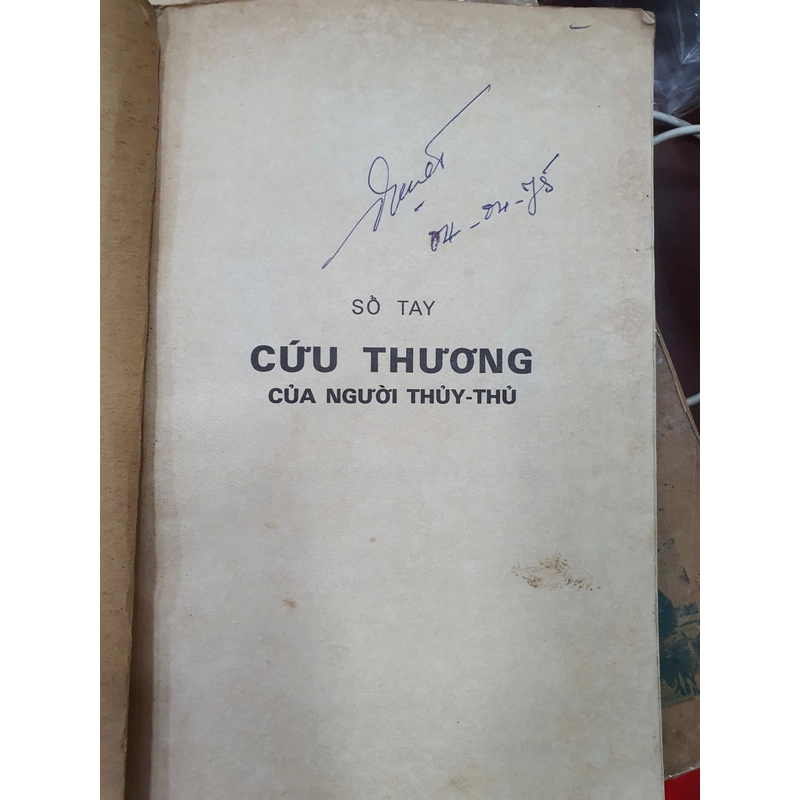 04-04-75
SỔ TAY
CỨU THƯƠNG
CỦA NGƯỜI THỦY-THỦ